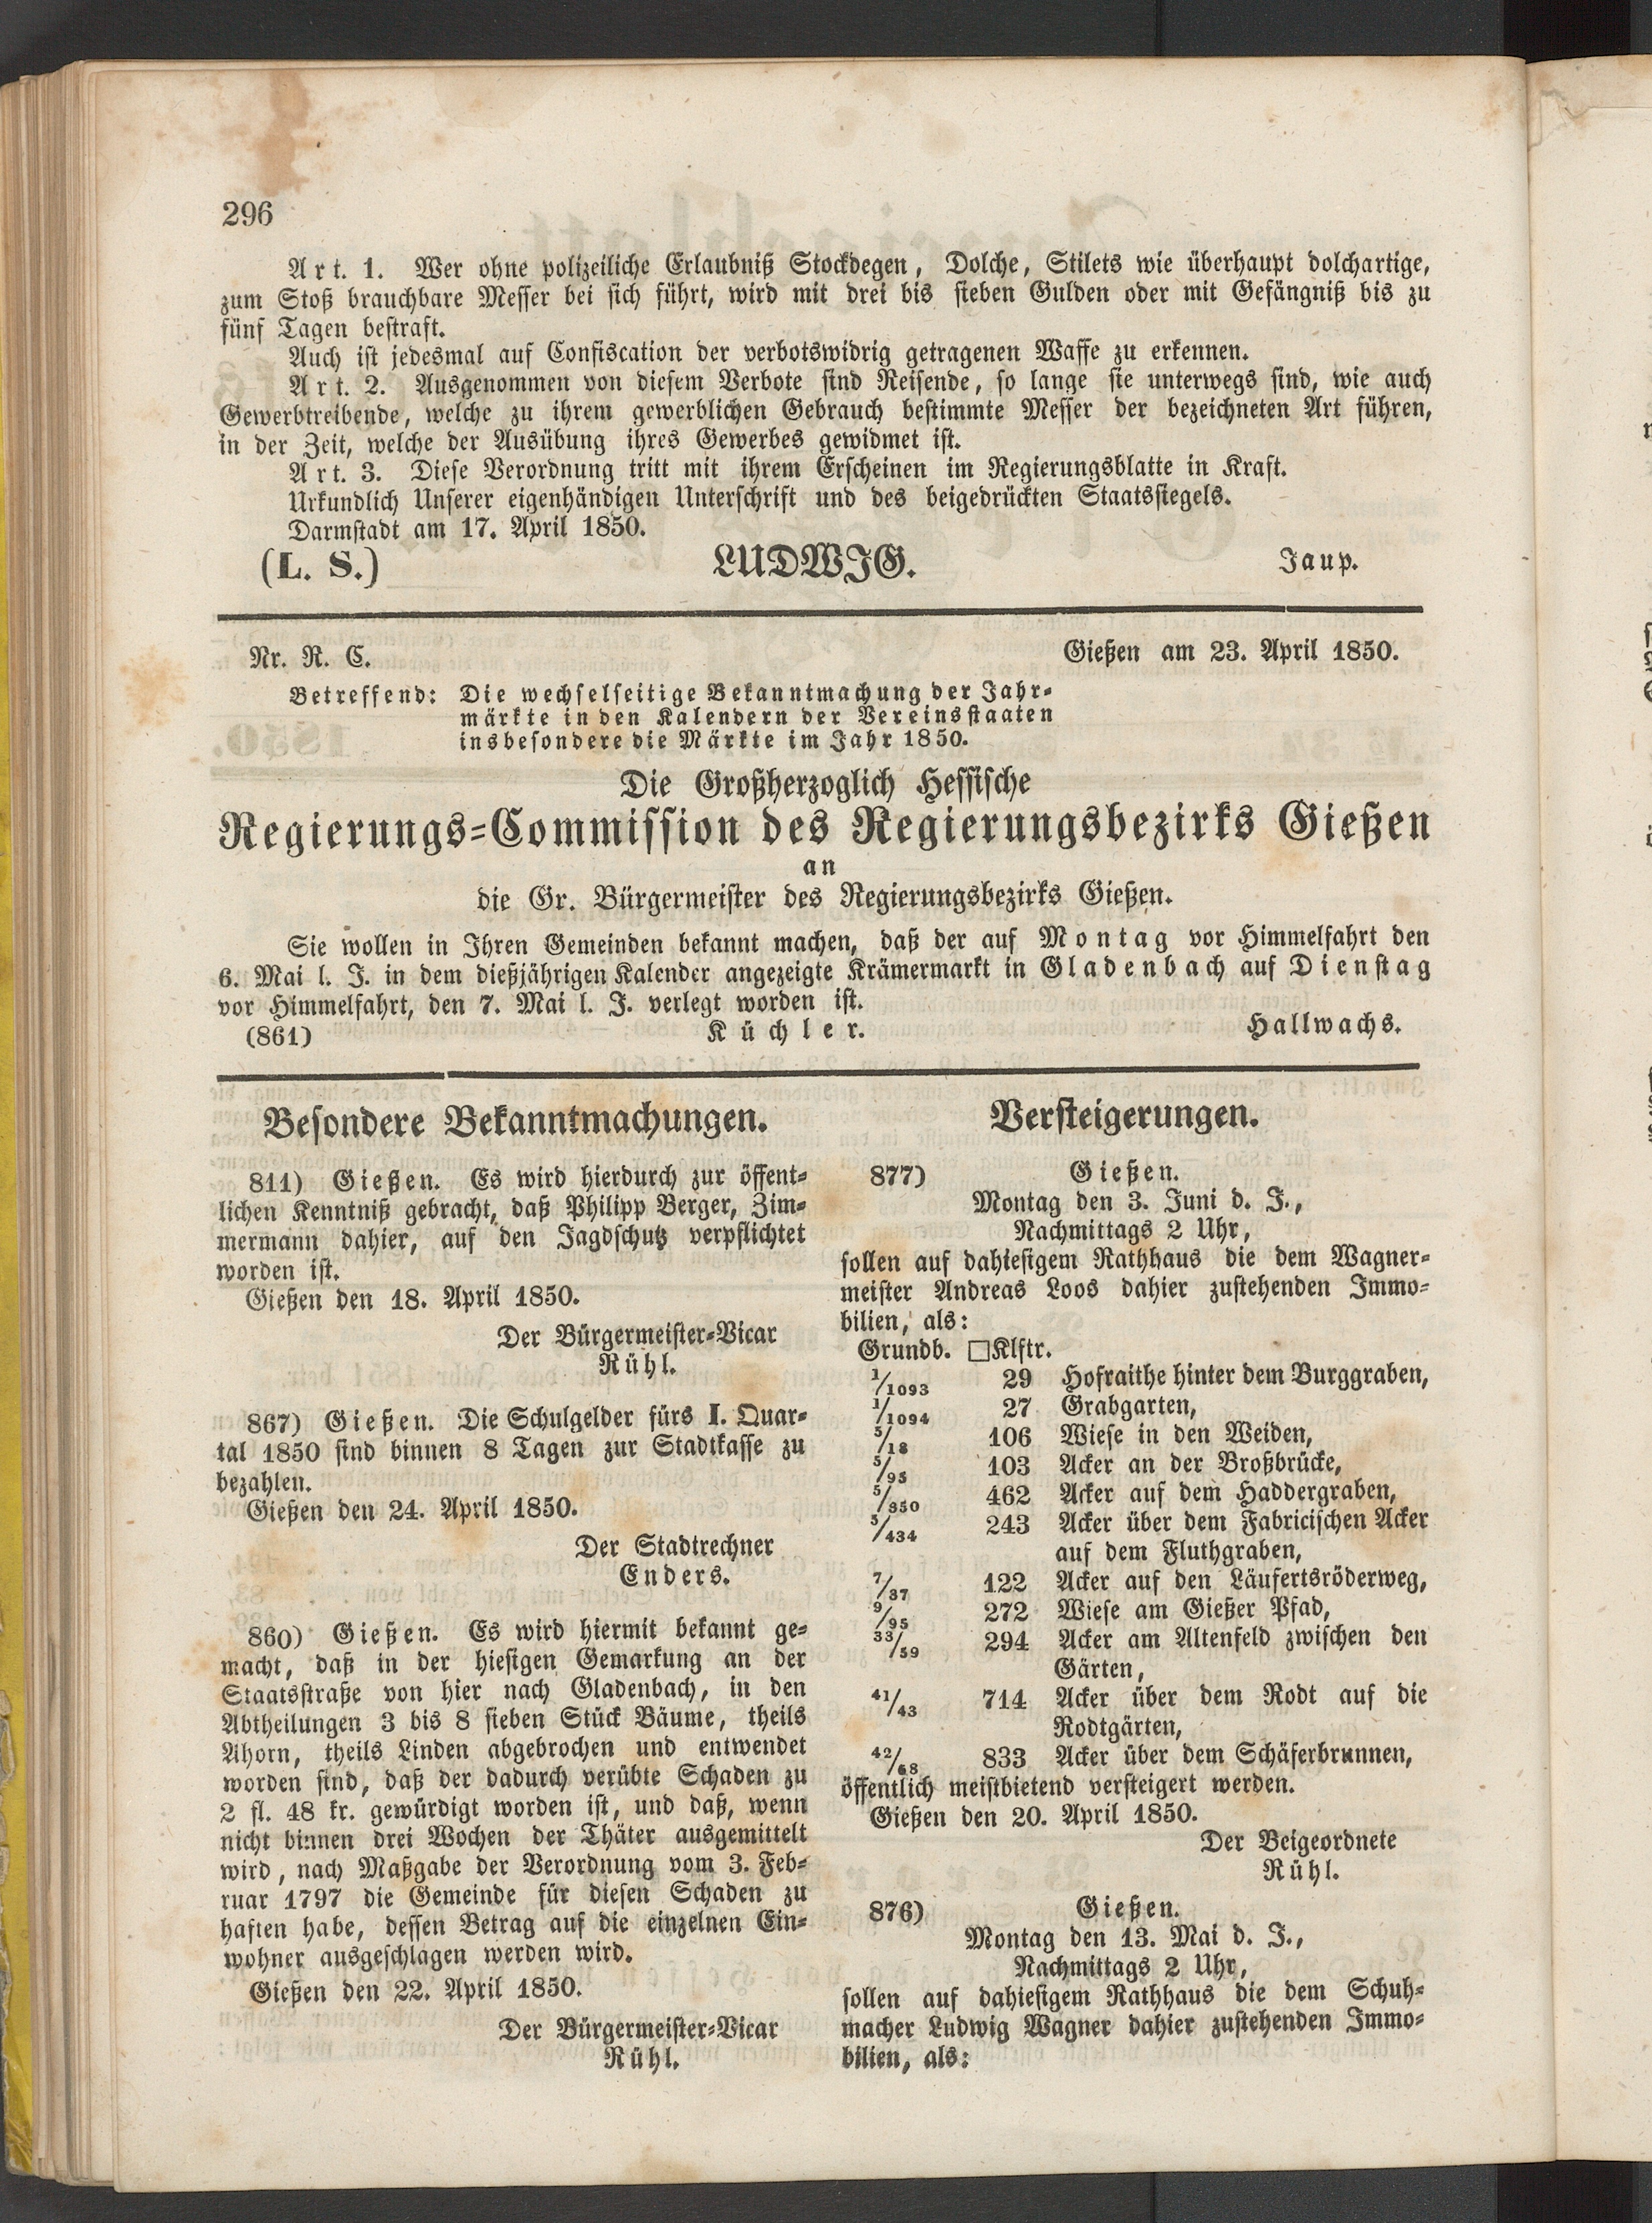 296
Art. 1. Wer ohne polizeiliche Erlaubniß Stockdegen, Dolche, Stilets wie überhaupt dolchartige,
zum Stoß brauchbare Messer bei sich führt, wird mit drei bis sieben Gulden oder mit Gefängniß bis zu
fünf Tagen bestraft.
Auch ist jedesmal auf Confiscation der verbotswidrig getragenen Waffe zu erkennen.
Art. 2. Ausgenommen von diesem Verbote sind Reisende, so lange sie unterwegs sind, wie auch
Gewerbtreibende, welche zu ihrem gewerblichen Gebrauch bestimmte Messer der bezeichneten Art führen,
in der Zeit, welche der Ausübung ihres Gewerbes gewidmet ist.
Art. 3. Diese Verordnung tritt mit ihrem Erscheinen im Regierungsblatte in Kraft.
Urkundlich Unserer eigenhändigen Unterschrift und des beigedrückten Staatssiegels.
Darmstadt am 17. April 1850.
(L. S.) LUDWIG. Jaup.
Nr. R. C. Gießen am 23. April 1850.
Betreffend: Die wechselseitige Bekanntmachung der Jahr-
märkte in den Kalendern der Vereinsstaaten
insbesondere die Märkte im Jahr 1850.
Die Großherzoglich Hessische
Regierungs-Commission des Regierungsbezirks Gießen
an
die Gr. Bürgermeister des Regierungsbezirks Gießen.
Sie wollen in Ihren Gemeinden bekannt machen, daß der auf Montag vor Himmelfahrt den
6. Mai l. J. in dem dießjährigen Kalender angezeigte Krämermarkt in Gladenbach auf Dienstag
vor Himmelfahrt, den 7. Mai l. J. verlegt worden ist.
(861) Küchler. Hallwachs.
Besondere Bekanntmachungen.
811) Gießen. Es wird hierdurch zur öffent-
lichen Kenntniß gebracht, daß Philipp Berger, Zim-
mermann dahier, auf den Jagdschutz verpflichtet
worden ist.
Gießen den 18. April 1850.
Der Bürgermeister-Vicar
Rühl.
867) Gießen. Die Schulgelder fürs I. Quar-
tal 1850 sind binnen 8 Tagen zur Stadtkasse zu
bezahlen.
Gießen den 24. April 1850.
Der Stadtrechner
Enders.
860) Gießen. Es wird hiermit bekannt ge-
macht, daß in der hiesigen Gemarkung an der
Staatsstraße von hier nach Gladenbach, in den
Abtheilungen 3 bis 8 sieben Stück Bäume, theils
Ahorn, theils Linden abgebrochen und entwendet
worden sind, daß der dadurch verübte Schaden zu
2 fl. 48 kr. gewürdigt worden ist, und daß, wenn
nicht binnen drei Wochen der Thäter ausgemittelt
wird, nach Maßgabe der Verordnung vom 3. Feb-
ruar 1797 die Gemeinde für diesen Schaden zu
haften habe, dessen Betrag auf die einzelnen Ein-
wohner ausgeschlagen werden wird.
Gießen den 22. April 1850.
Der Bürgermeister-Vicar
Rühl.
Versteigerungen.
877) Gießen.
Montag den 3. Juni d. J.,
Nachmittags 2 Uhr,
sollen auf dahiesigem Rathhaus die dem Wagner-
meister Andreas Loos dahier zustehenden Immo-
bilien, als:
Grundb. □Klftr.
1/1093 29 Hofraithe hinter dem Burggraben,
1/1094 27 Grabgarten,
5/18 106 Wiese in den Weiden,
5/95 103 Acker an der Broßbrücke,
5/350 462 Acker auf dem Haddergraben,
5/434 243 Acker über dem Fabricischen Acker
auf dem Fluthgraben,
7/37 122 Acker auf den Läufertsröderweg,
9/95 272 Wiese am Gießer Pfad,
33/59 294 Acker am Altenfeld zwischen den
Gärten,
41/43 714 Acker über dem Rodt auf die
Rodtgärten,
42/68 833 Acker über dem Schäferbrunnen,
öffentlich meistbietend versteigert werden.
Gießen den 20. April 1850.
Der Beigeordnete
Rühl.
876) Gießen.
Montag den 13. Mai d. J.,
Nachmittags 2 Uhr,
sollen auf dahiesigem Rathhaus die dem Schuh-
macher Ludwig Wagner dahier zustehenden Immo-
bilien, als: